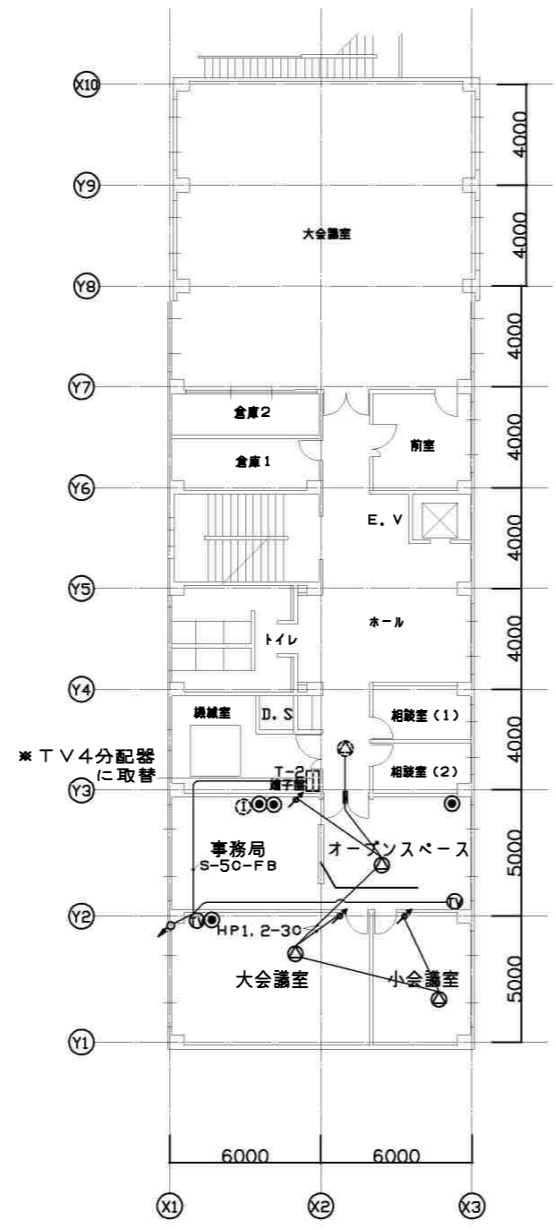 X10
4000
Y9
4000
大会議室
Y8
4000
Y7
倉庫2
4000
前室
倉庫1
Y6
E.V
4000
Y5
ホール
トイレ
4000
Y4
機械室
D.S
相談室(1)
4000
※TV4分配器
に取替
T-2
端子盤
相談室(2)
Y3
I
事務局
オープンスペース
5000
S-5C-FB
TV
Y2
TV
HP1.2-3C
大会議室
小会議室
5000
Y1
6000
6000
X1
X2
X3